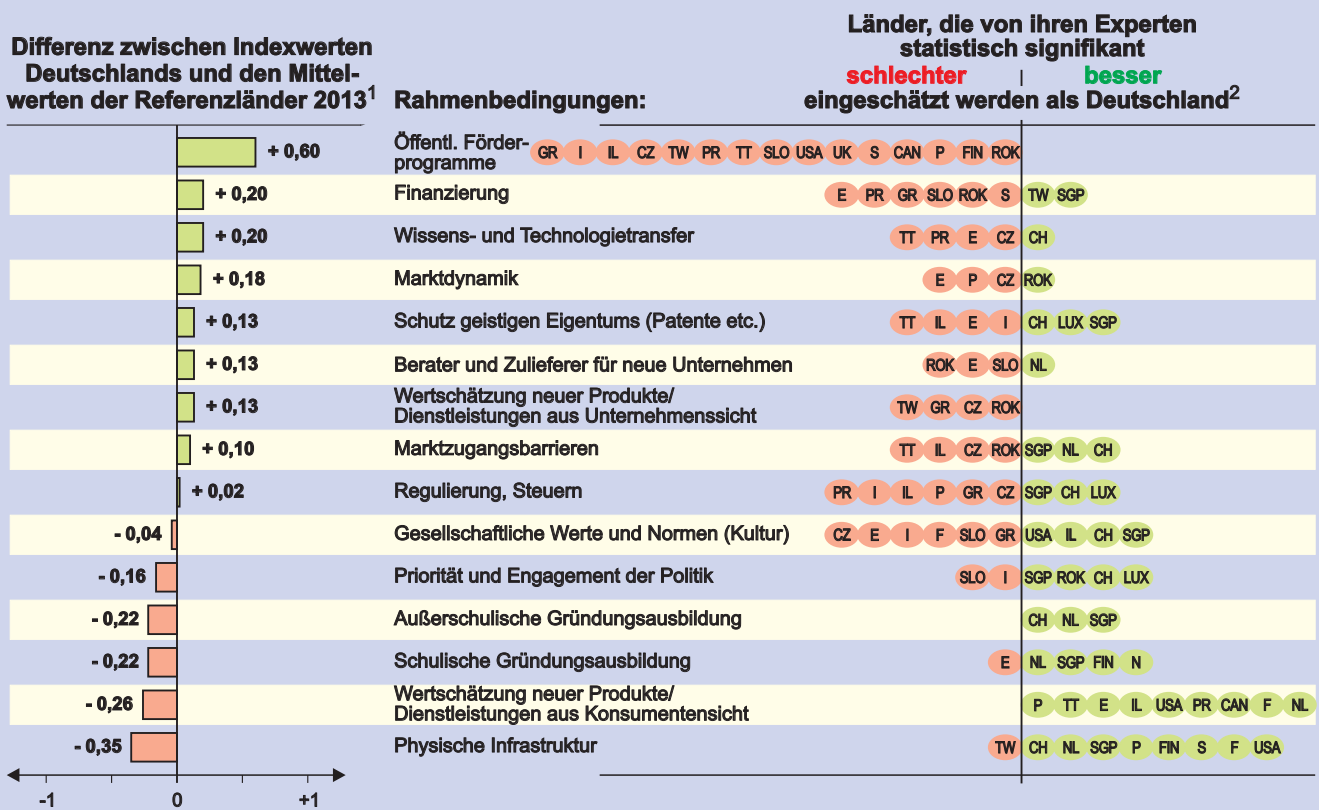 Differenz zwischen Indexwerten
Deutschlands und den Mittel-
werten der Referenzländer 2013¹
Rahmenbedingungen:
Länder, die von ihren Experten
statistisch signifikant
schlechter | besser
eingeschätzt werden als Deutschland²
+ 0,60 Öffentl. Förder-
programme GR I IL CZ TW PR TT SLO USA UK S CAN P FIN ROK
+ 0,20 Finanzierung E PR GR SLO ROK S TW SGP
+ 0,20 Wissens- und Technologietransfer TT PR E CZ CH
+ 0,18 Marktdynamik E P CZ ROK
+ 0,13 Schutz geistigen Eigentums (Patente etc.) TT IL E I CH LUX SGP
+ 0,13 Berater und Zulieferer für neue Unternehmen ROK E SLO NL
+ 0,13 Wertschätzung neuer Produkte/
Dienstleistungen aus Unternehmenssicht TW GR CZ ROK
+ 0,10 Marktzugangsbarrieren TT IL CZ ROK SGP NL CH
+ 0,02 Regulierung, Steuern PR I IL P GR CZ SGP CH LUX
- 0,04 Gesellschaftliche Werte und Normen (Kultur) CZ E I F SLO GR USA IL CH SGP
- 0,16 Priorität und Engagement der Politik SLO I SGP ROK CH LUX
- 0,22 Außerschulische Gründungsausbildung CH NL SGP
- 0,22 Schulische Gründungsausbildung E NL SGP FIN N
- 0,26 Wertschätzung neuer Produkte/
Dienstleistungen aus Konsumentensicht P TT E IL USA PR CAN F NL
- 0,35 Physische Infrastruktur TW CH NL SGP P FIN S F USA
-1 0 +1